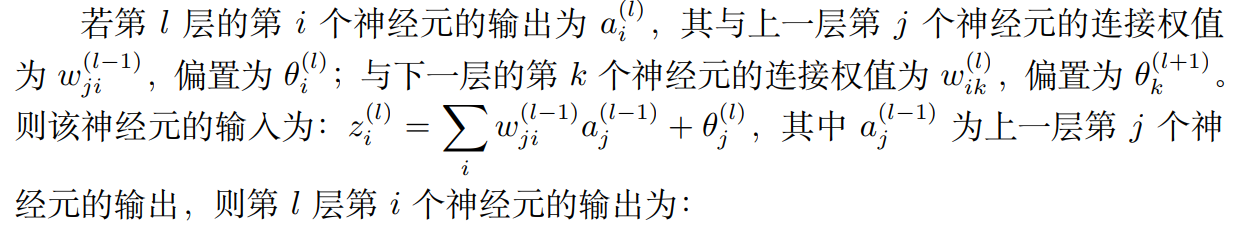 若第 $l$ 层的第 $i$ 个神经元的输出为 $a_i^{(l)}$，其与上一层第 $j$ 个神经元的连接权值
为 $w_{ji}^{(l-1)}$，偏置为 $\theta_i^{(l)}$；与下一层的第 $k$ 个神经元的连接权值为 $w_{ik}^{(l)}$，偏置为 $\theta_k^{(l+1)}$。
则该神经元的输入为：$z_i^{(l)} = \sum_i w_{ji}^{(l-1)} a_j^{(l-1)} + \theta_j^{(l)}$，其中 $a_j^{(l-1)}$ 为上一层第 $j$ 个神
经元的输出，则第 $l$ 层第 $i$ 个神经元的输出为：